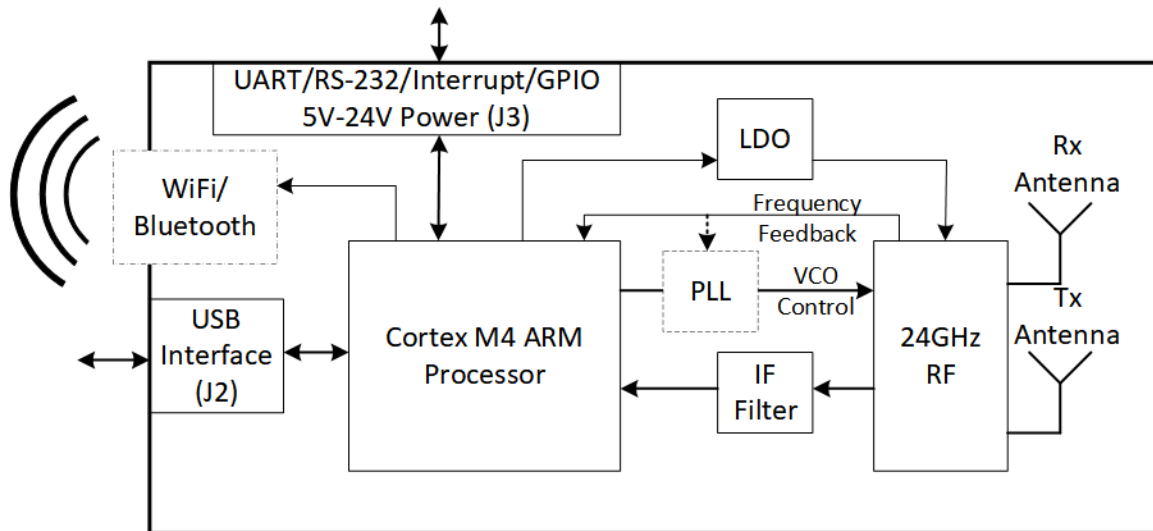 UART/RS-232/Interrupt/GPIO
5V-24V Power (J3)
WiFi/
Bluetooth
LDO
Rx
Antenna
Frequency
Feedback
PLL
VCO
Control
USB
Interface
(J2)
Cortex M4 ARM
Processor
IF
Filter
24GHz
RF
Tx
Antenna